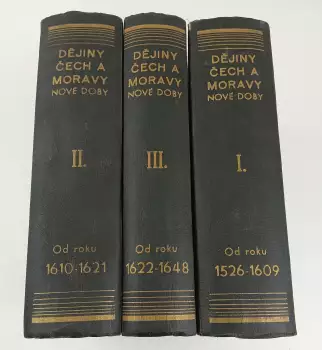 DĚJINY
ČECH A
MORAVY
NOVÉ DOBY
II.
Od roku
1610-1621
DĚJINY
ČECH A
MORAVY
NOVÉ DOBY
III.
Od roku
1622-1648
DĚJINY
ČECH A
MORAVY
NOVÉ DOBY
I.
Od roku
1526-1609